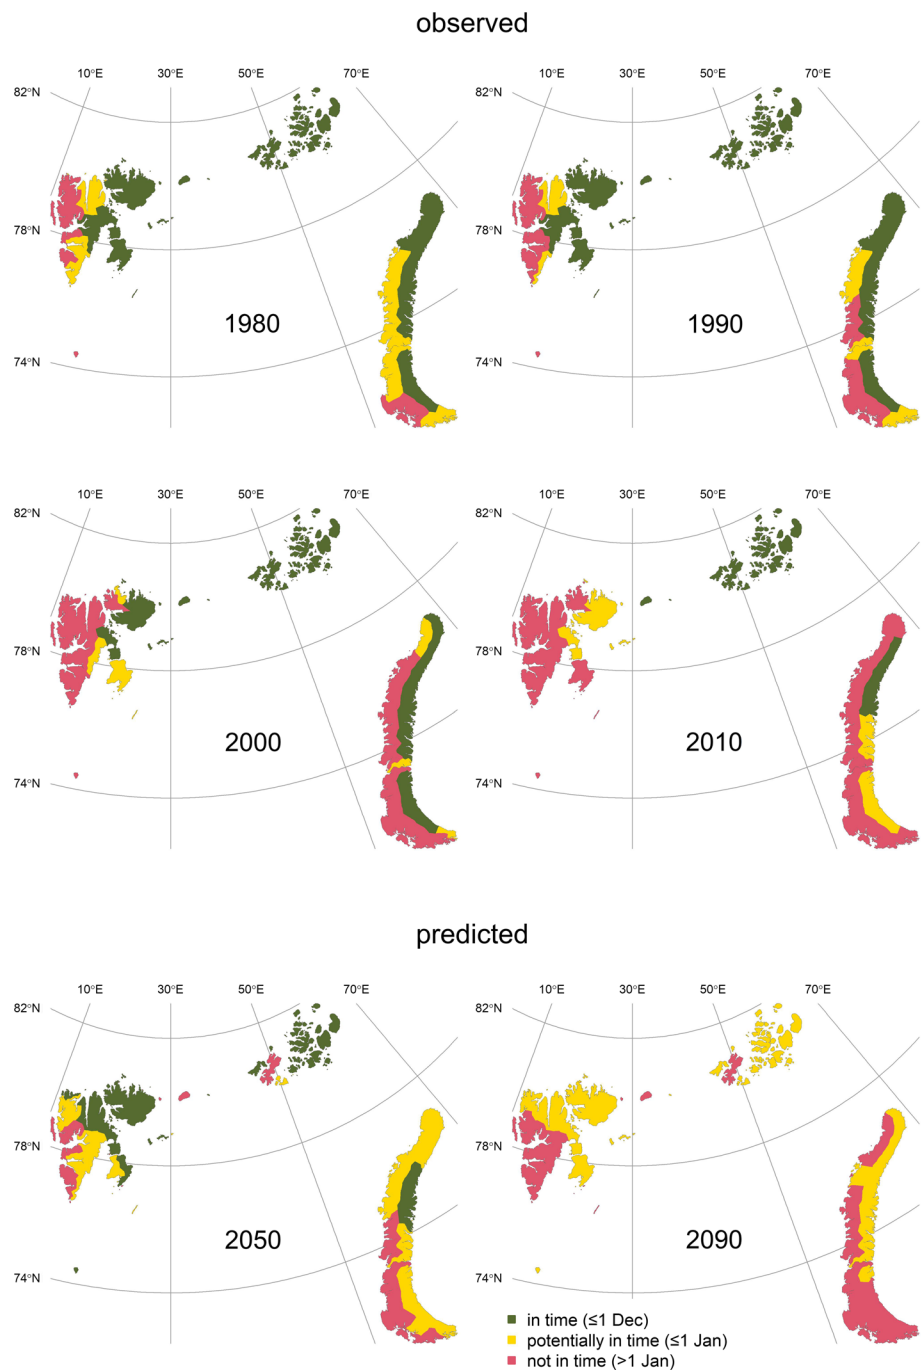 observed
10°E 30°E 50°E 70°E 10°E 30°E 50°E 70°E
82°N 82°N
78°N 78°N
1980 1990
74°N 74°N
10°E 30°E 50°E 70°E 10°E 30°E 50°E 70°E
82°N 82°N
78°N 78°N
2000 2010
74°N 74°N
predicted
10°E 30°E 50°E 70°E 10°E 30°E 50°E 70°E
82°N 82°N
78°N 78°N
2050 2090
74°N 74°N
in time (≤1 Dec)
potentially in time (≤1 Jan)
not in time (>1 Jan)